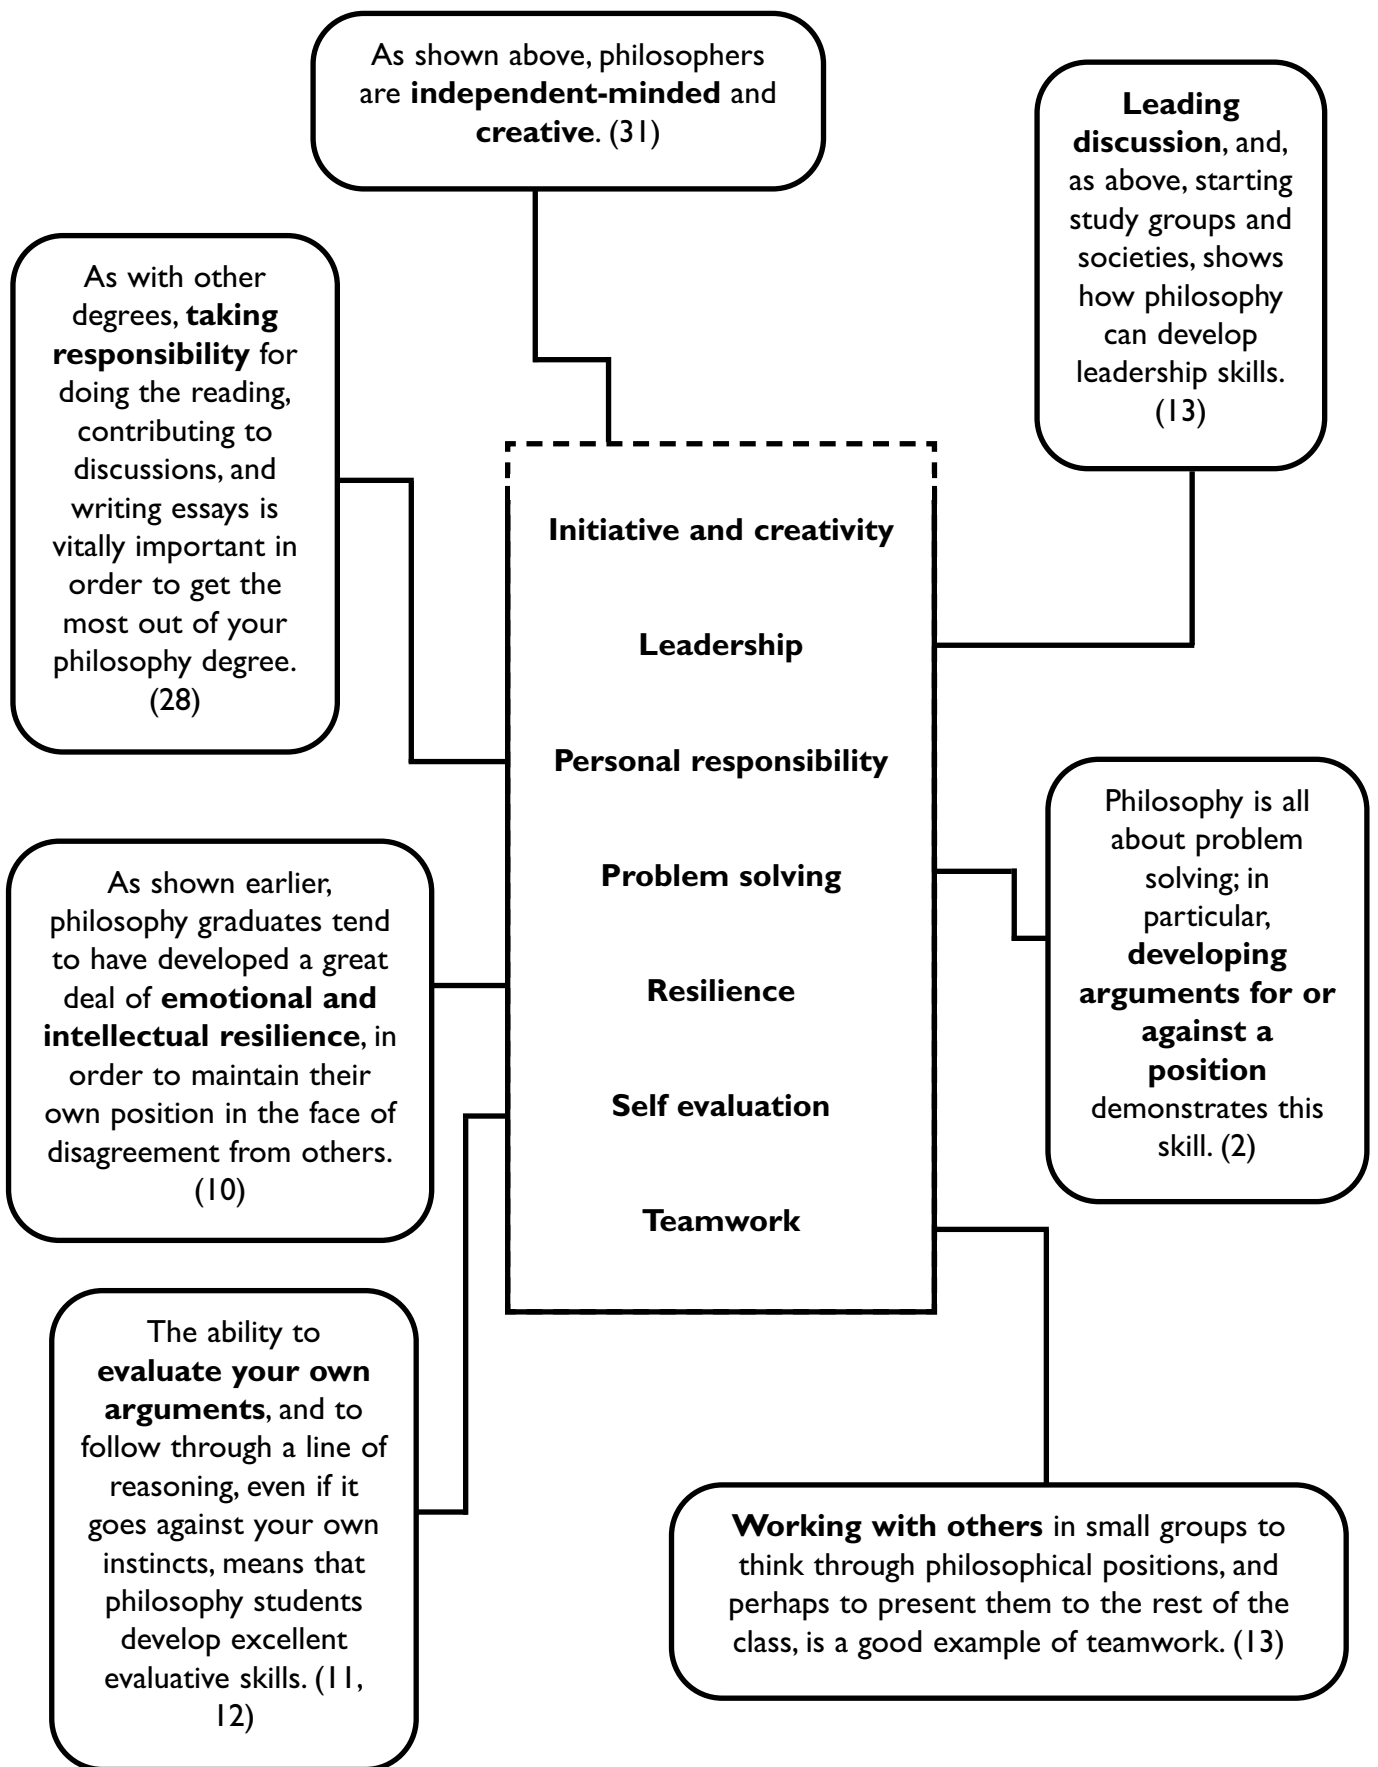 As shown above, philosophers
are independent-minded and
creative. (31)
Leading
discussion, and,
as above, starting
study groups and
societies, shows
how philosophy
can develop
leadership skills.
(13)
As with other
degrees, taking
responsibility for
doing the reading,
contributing to
discussions, and
writing essays is
vitally important in
order to get the
most out of your
philosophy degree.
(28)
Initiative and creativity
Leadership
Personal responsibility
Problem solving
Resilience
Self evaluation
Teamwork
Philosophy is all
about problem
solving; in
particular,
developing
arguments for or
against a
position
demonstrates this
skill. (2)
As shown earlier,
philosophy graduates tend
to have developed a great
deal of emotional and
intellectual resilience, in
order to maintain their
own position in the face of
disagreement from others.
(10)
The ability to
evaluate your own
arguments, and to
follow through a line of
reasoning, even if it
goes against your own
instincts, means that
philosophy students
develop excellent
evaluative skills. (11,
12)
Working with others in small groups to
think through philosophical positions, and
perhaps to present them to the rest of the
class, is a good example of teamwork. (13)